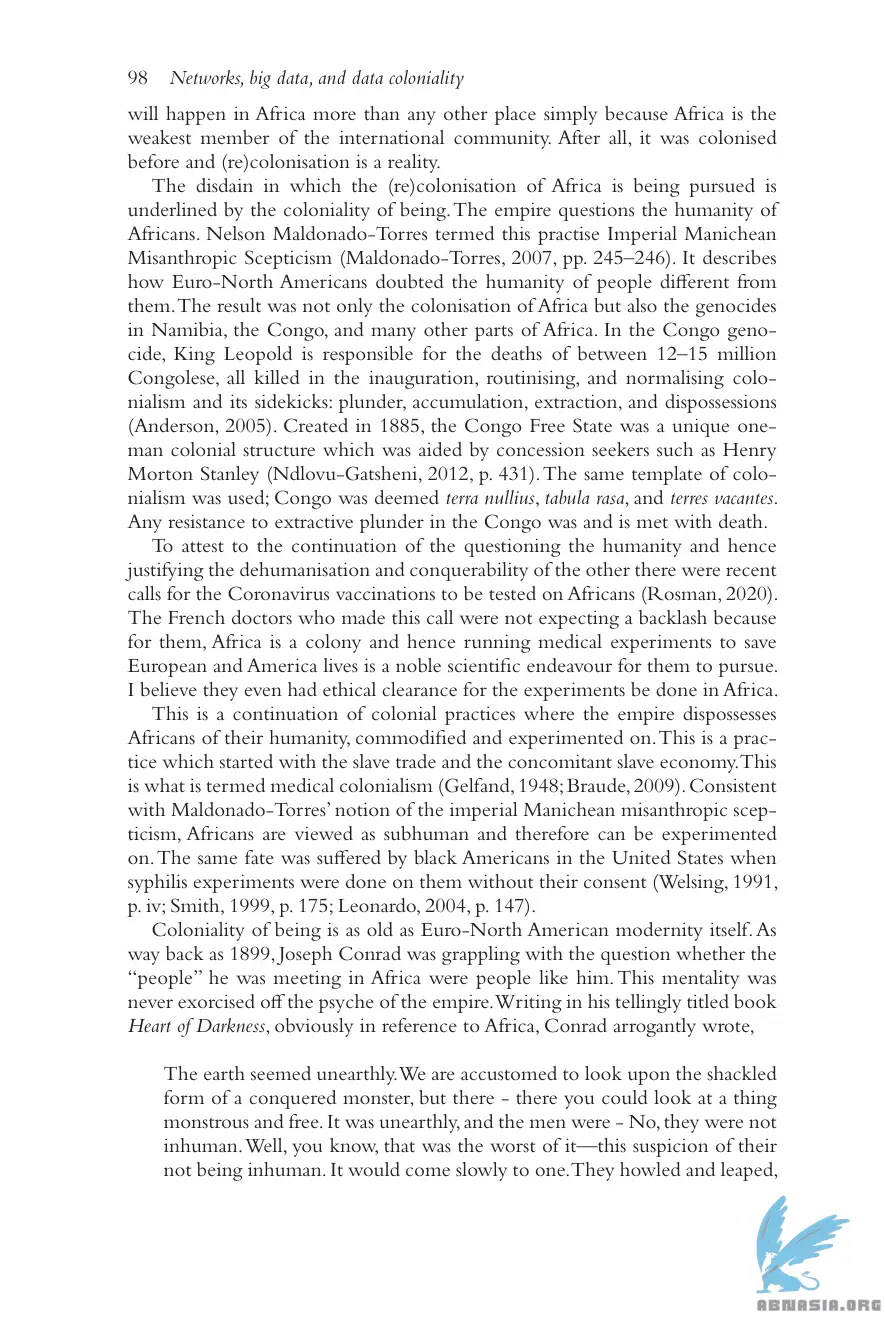 98 Networks, big data, and data coloniality
will happen in Africa more than any other place simply because Africa is the
weakest member of the international community. After all, it was colonised
before and (re)colonisation is a reality.
The disdain in which the (re)colonisation of Africa is being pursued is
underlined by the coloniality of being. The empire questions the humanity of
Africans. Nelson Maldonado-Torres termed this practise Imperial Manichean
Misanthropic Scepticism (Maldonado-Torres, 2007, pp. 245–246). It describes
how Euro-North Americans doubted the humanity of people different from
them. The result was not only the colonisation of Africa but also the genocides
in Namibia, the Congo, and many other parts of Africa. In the Congo geno-
cide, King Leopold is responsible for the deaths of between 12–15 million
Congolese, all killed in the inauguration, routinising, and normalising colo-
nialism and its sidekicks: plunder, accumulation, extraction, and dispossessions
(Anderson, 2005). Created in 1885, the Congo Free State was a unique one-
man colonial structure which was aided by concession seekers such as Henry
Morton Stanley (Ndlovu-Gatsheni, 2012, p. 431). The same template of colo-
nialism was used; Congo was deemed terra nullius, tabula rasa, and terres vacantes.
Any resistance to extractive plunder in the Congo was and is met with death.
To attest to the continuation of the questioning the humanity and hence
justifying the dehumanisation and conquerability of the other there were recent
calls for the Coronavirus vaccinations to be tested on Africans (Rosman, 2020).
The French doctors who made this call were not expecting a backlash because
for them, Africa is a colony and hence running medical experiments to save
European and America lives is a noble scientific endeavour for them to pursue.
I believe they even had ethical clearance for the experiments be done in Africa.
This is a continuation of colonial practices where the empire dispossesses
Africans of their humanity, commodified and experimented on. This is a prac-
tice which started with the slave trade and the concomitant slave economy. This
is what is termed medical colonialism (Gelfand, 1948; Braude, 2009). Consistent
with Maldonado-Torres’ notion of the imperial Manichean misanthropic scep-
ticism, Africans are viewed as subhuman and therefore can be experimented
on. The same fate was suffered by black Americans in the United States when
syphilis experiments were done on them without their consent (Welsing, 1991,
p. iv; Smith, 1999, p. 175; Leonardo, 2004, p. 147).
Coloniality of being is as old as Euro-North American modernity itself. As
way back as 1899, Joseph Conrad was grappling with the question whether the
“people” he was meeting in Africa were people like him. This mentality was
never exorcised off the psyche of the empire. Writing in his tellingly titled book
Heart of Darkness, obviously in reference to Africa, Conrad arrogantly wrote,
The earth seemed unearthly. We are accustomed to look upon the shackled
form of a conquered monster, but there - there you could look at a thing
monstrous and free. It was unearthly, and the men were - No, they were not
inhuman. Well, you know, that was the worst of it—this suspicion of their
not being inhuman. It would come slowly to one. They howled and leaped,
ABNASIA.ORG